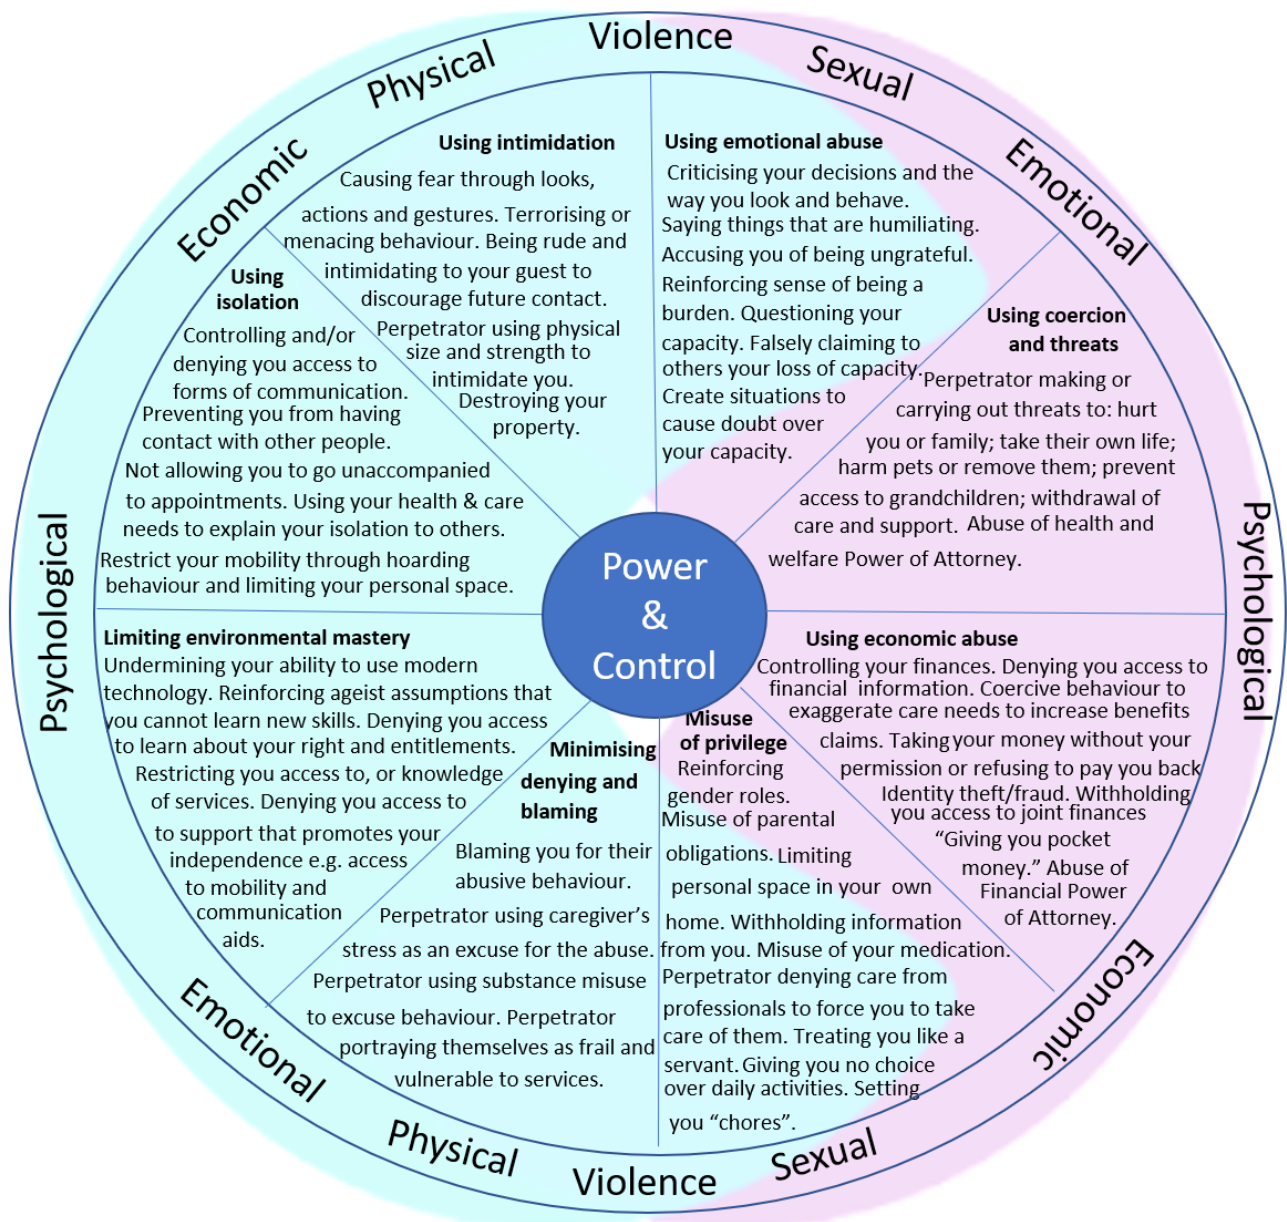 Violence
Sexual
Emotional
Psychological
Economic
Sexual
Violence
Physical
Emotional
Psychological
Economic
Physical
Using intimidation
Causing fear through looks,
actions and gestures. Terrorising or
menacing behaviour. Being rude and
intimidating to your guest to
discourage future contact.
Perpetrator using physical
size and strength to
intimidate you.
Destroying your
property.
Using emotional abuse
Criticising your decisions and the
way you look and behave.
Saying things that are humiliating.
Accusing you of being ungrateful.
Reinforcing sense of being a
burden. Questioning your
capacity. Falsely claiming to
others your loss of capacity.
Create situations to
cause doubt over
your capacity.
Using coercion
and threats
Perpetrator making or
carrying out threats to: hurt
you or family; take their own life;
harm pets or remove them; prevent
access to grandchildren; withdrawal of
care and support. Abuse of health and
welfare Power of Attorney.
Using economic abuse
Controlling your finances. Denying you access to
financial information. Coercive behaviour to
exaggerate care needs to increase benefits
claims. Taking your money without your
permission or refusing to pay you back
Identity theft/fraud. Withholding
you access to joint finances
“Giving you pocket
money.” Abuse of
Financial Power
of Attorney.
Misuse
of privilege
Reinforcing
gender roles.
Misuse of parental
obligations. Limiting
personal space in your own
home. Withholding information
from you. Misuse of your medication.
Perpetrator denying care from
professionals to force you to take
care of them. Treating you like a
servant. Giving you no choice
over daily activities. Setting
you “chores”.
Minimising
denying and
blaming
Blaming you for their
abusive behaviour.
Perpetrator using caregiver’s
stress as an excuse for the abuse.
Perpetrator using substance misuse
to excuse behaviour. Perpetrator
portraying themselves as frail and
vulnerable to services.
Limiting environmental mastery
Undermining your ability to use modern
technology. Reinforcing ageist assumptions that
you cannot learn new skills. Denying you access
to learn about your right and entitlements.
Restricting you access to, or knowledge
of services. Denying you access to
to support that promotes your
independence e.g. access
to mobility and
communication
aids.
Using
isolation
Controlling and/or
denying you access to
forms of communication.
Preventing you from having
contact with other people.
Not allowing you to go unaccompanied
to appointments. Using your health & care
needs to explain your isolation to others.
Restrict your mobility through hoarding
behaviour and limiting your personal space.
Power
&
Control